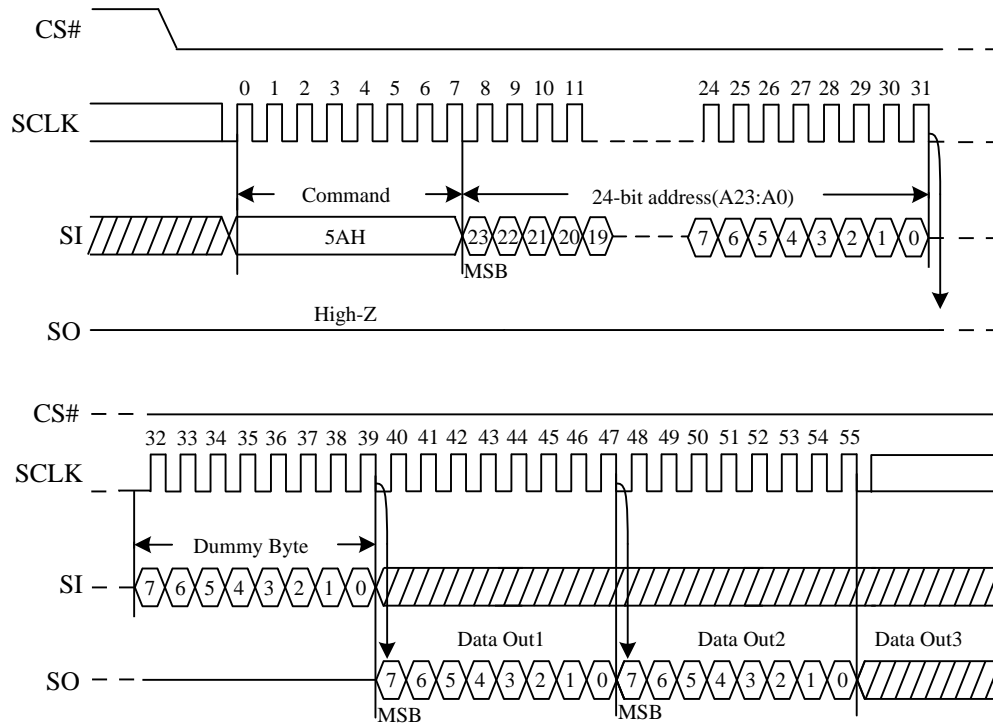 CS#
0 1 2 3 4 5 6 7 8 9 10 11 24 25 26 27 28 29 30 31
SCLK
Command 24-bit address(A23:A0)
SI 5AH 23 22 21 20 19 7 6 5 4 3 2 1 0
MSB
High-Z
SO
CS#
32 33 34 35 36 37 38 39 40 41 42 43 44 45 46 47 48 49 50 51 52 53 54 55
SCLK
Dummy Byte
SI 7 6 5 4 3 2 1 0
Data Out1 Data Out2 Data Out3
SO 7 6 5 4 3 2 1 0 7 6 5 4 3 2 1 0
MSB MSB